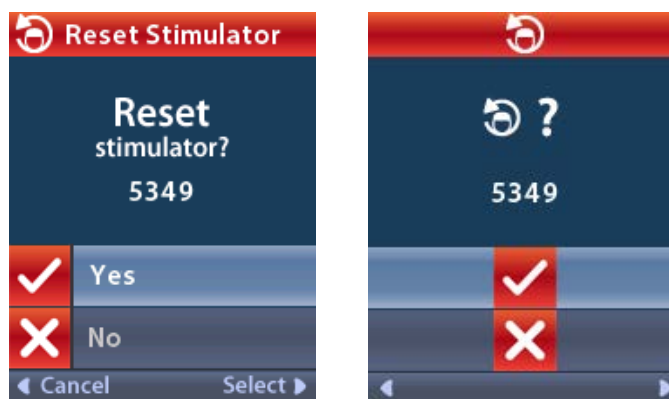 Reset Stimulator
Reset
stimulator?
5349
Yes
No
Cancel Select
?
5349